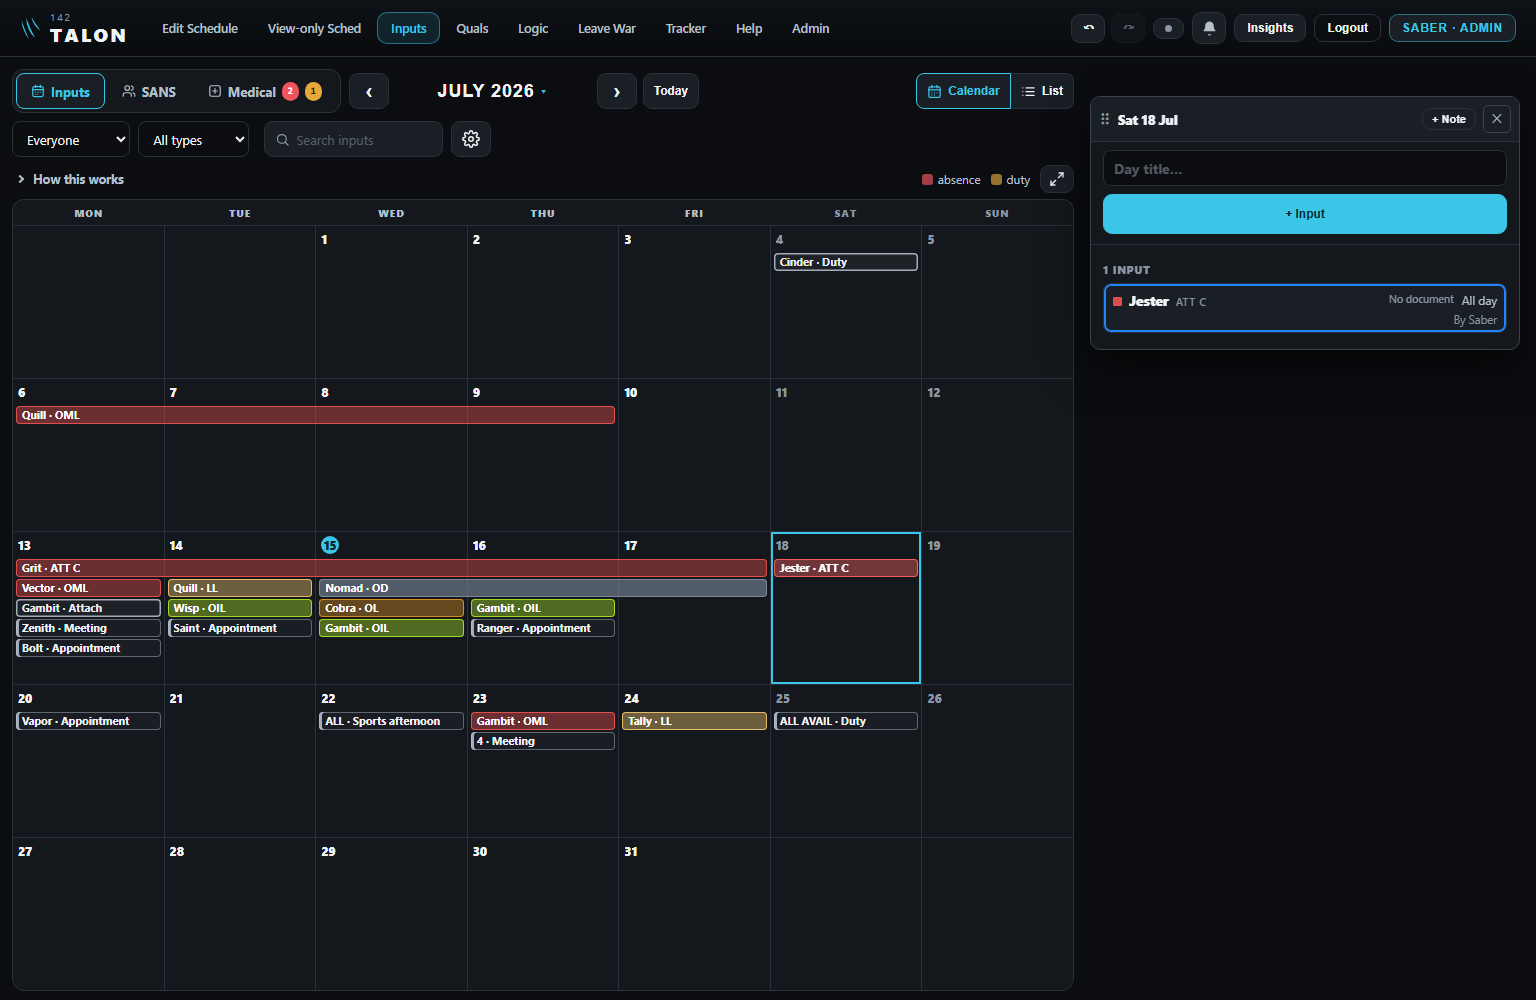 142
TALON
Edit Schedule
View-only Sched
Inputs
Quals
Logic
Leave War
Tracker
Help
Admin
Insights
Logout
SABER · ADMIN
Inputs
SANS
Medical 2 1
‹
JULY 2026
›
Today
Calendar
List
Everyone
All types
Search inputs
How this works
absence
duty
MON TUE WED THU FRI SAT SUN
1 2 3 4 5
Cinder · Duty
6 7 8 9 10 11 12
Quill · OML
13 14 15 16 17 18 19
Grit · ATT C
Jester · ATT C
Vector · OML
Quill · LL
Nomad · OD
Gambit · Attach
Wisp · OIL
Cobra · OL
Gambit · OIL
Zenith · Meeting
Saint · Appointment
Gambit · OIL
Ranger · Appointment
Bolt · Appointment
20 21 22 23 24 25 26
Vapor · Appointment
ALL · Sports afternoon
Gambit · OML
Tally · LL
ALL AVAIL · Duty
4 · Meeting
27 28 29 30 31
Sat 18 Jul
+ Note
Day title...
+ Input
1 INPUT
Jester ATT C No document All day
By Saber